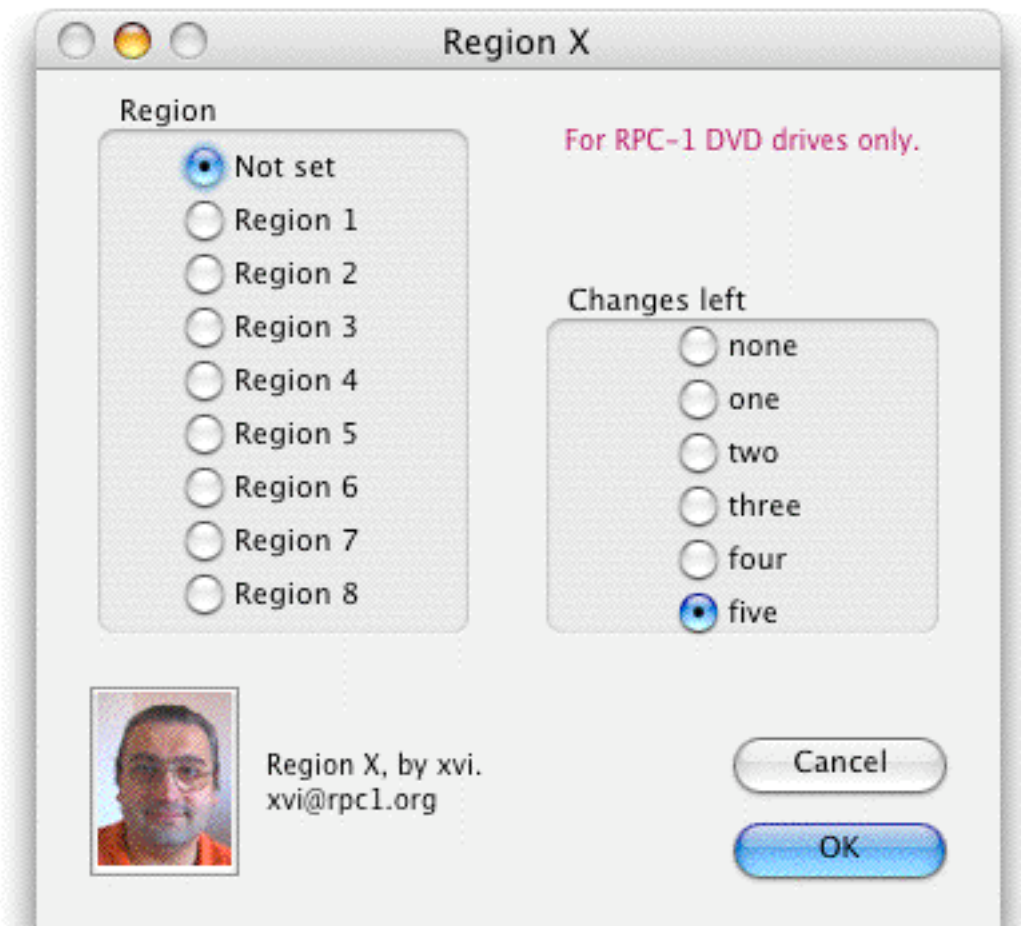 Region X
Region
Not set
Region 1
Region 2
Region 3
Region 4
Region 5
Region 6
Region 7
Region 8
For RPC-1 DVD drives only.
Changes left
none
one
two
three
four
five
Region X, by xvi.
xvi@rpc1.org
Cancel
OK